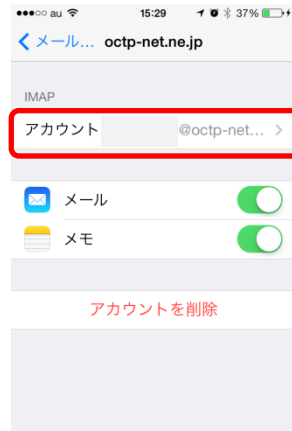 au 15:29 37%
メール... octp-net.ne.jp
IMAP
アカウント @octp-net...
メール
メモ
アカウントを削除